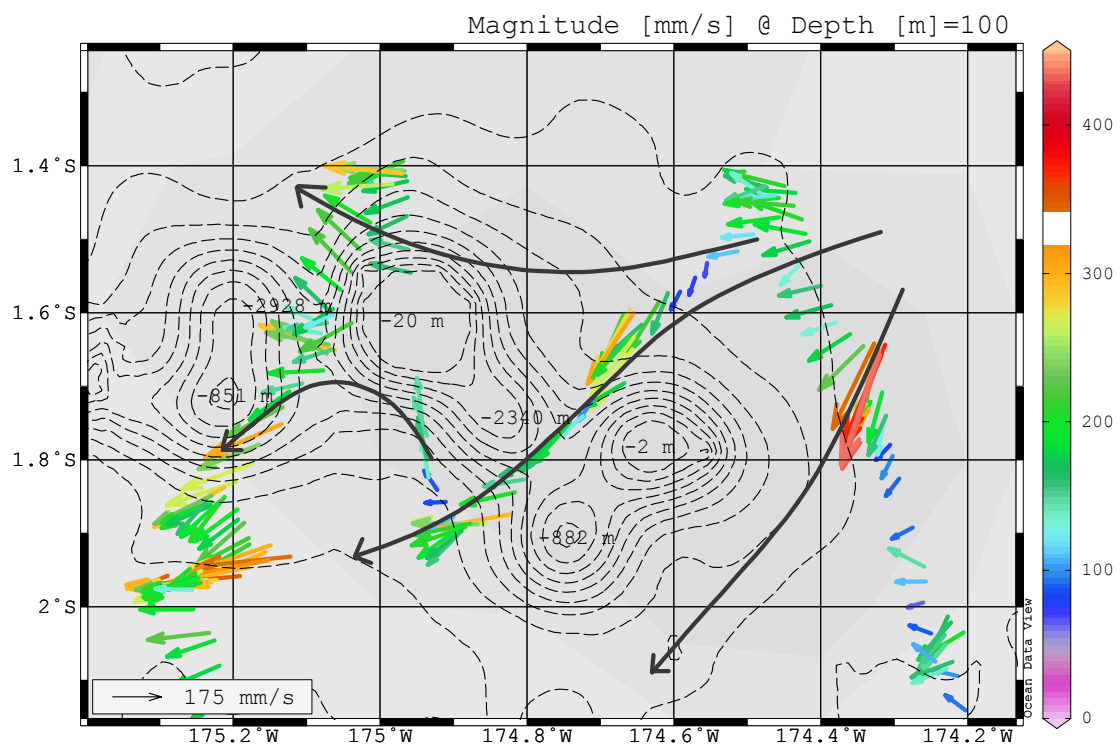 Magnitude [mm/s] @ Depth [m]=100
400
1.4°S
-2928 m
300
1.6°S
-20 m
-851 m
-2340 m
200
-2 m
1.8°S
-882 m
100
2°S
Ocean Data View
175 mm/s
0
175.2°W
175°W
174.8°W
174.6°W
174.4°W
174.2°W